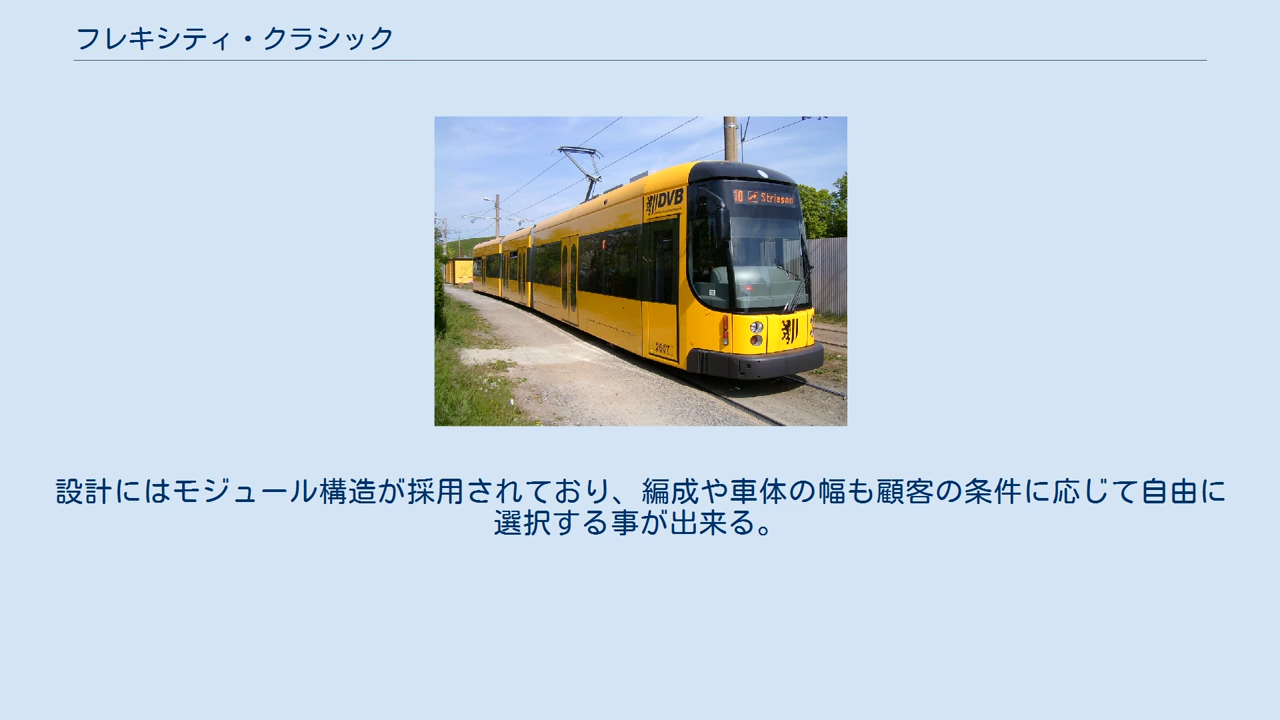 フレキシティ・クラシック
DVB
10 Striesen
設計にはモジュール構造が採用されており、編成や車体の幅も顧客の条件に応じて自由に
選択する事が出来る。